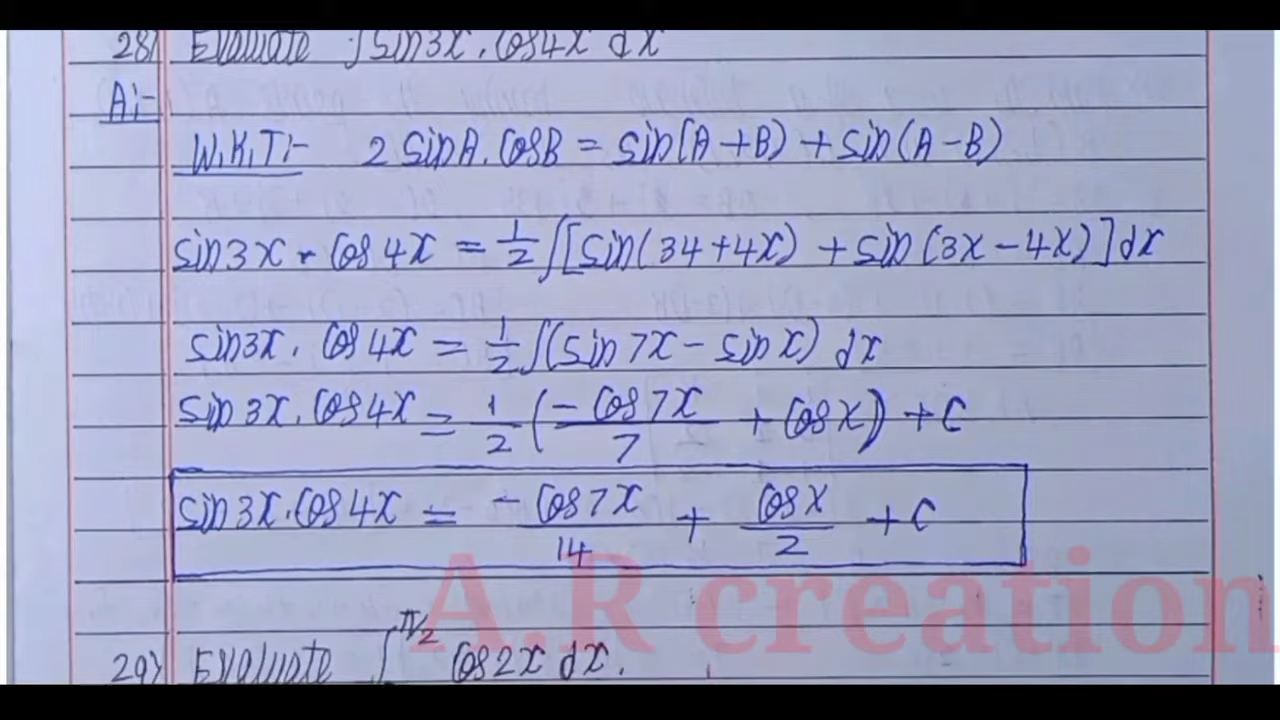 28) Evaluate ∫sin3x.cos4x dx
A:-
W.K.T:- 2 sinA.cosB = sin(A+B) + sin(A-B)
sin3x . cos4x = 1/2 ∫[sin(34+4x) + sin(3x-4x)]dx
sin3x . cos4x = 1/2 ∫(sin7x - sinx) dx
sin3x.cos4x = 1/2 (-cos7x/7 + cosx) + c
sin3x.cos4x = -cos7x/14 + cosx/2 + c
A.R creation
29) Evaluate ∫^π/2 cos2x dx.